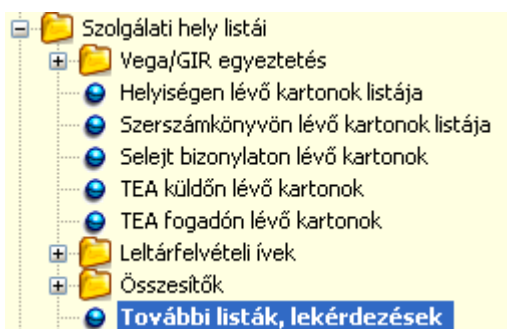 Szolgálati hely listái
Vega/GIR egyeztetés
Helyiségen lévő kartonok listája
Szerszámkönyvön lévő kartonok listája
Selejt bizonylaton lévő kartonok
TEA küldőn lévő kartonok
TEA fogadón lévő kartonok
Leltárfelvételi ívek
Összesítők
További listák, lekérdezések